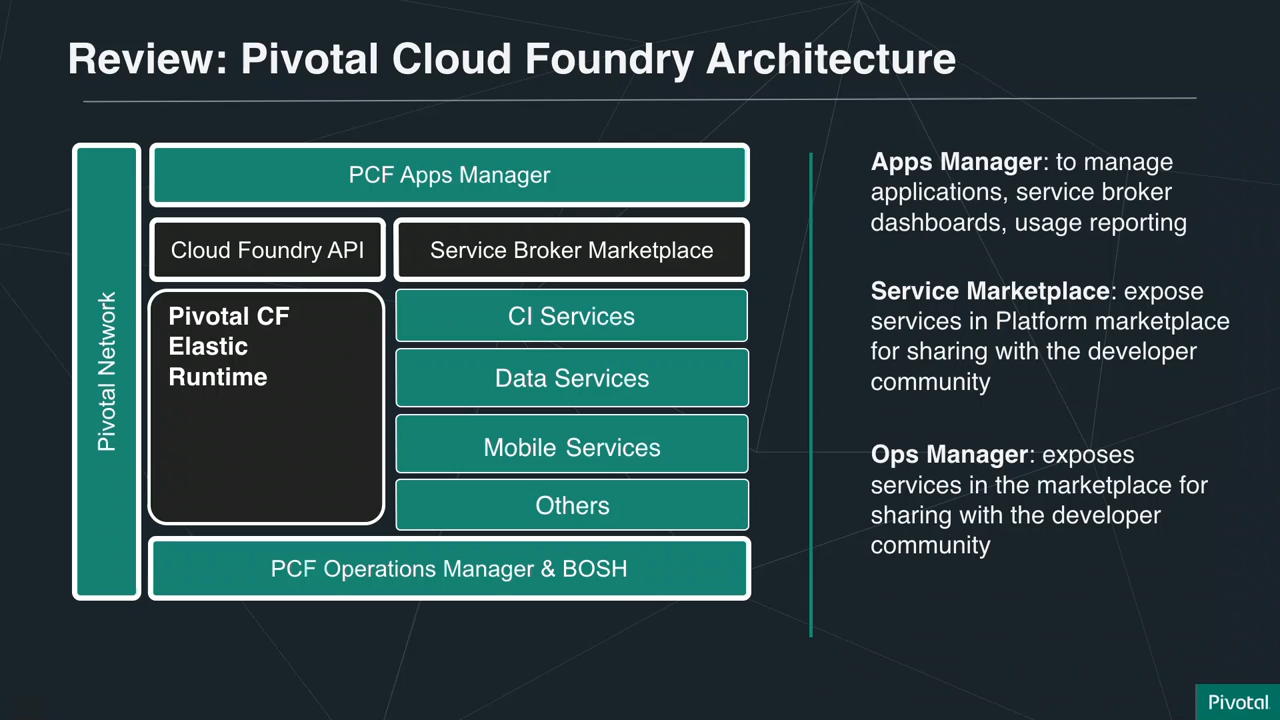 Review: Pivotal Cloud Foundry Architecture
Pivotal Network
PCF Apps Manager
Cloud Foundry API
Service Broker Marketplace
Pivotal CF
Elastic
Runtime
CI Services
Data Services
Mobile Services
Others
PCF Operations Manager & BOSH
Apps Manager: to manage
applications, service broker
dashboards, usage reporting
Service Marketplace: expose
services in Platform marketplace
for sharing with the developer
community
Ops Manager: exposes
services in the marketplace for
sharing with the developer
community
Pivotal